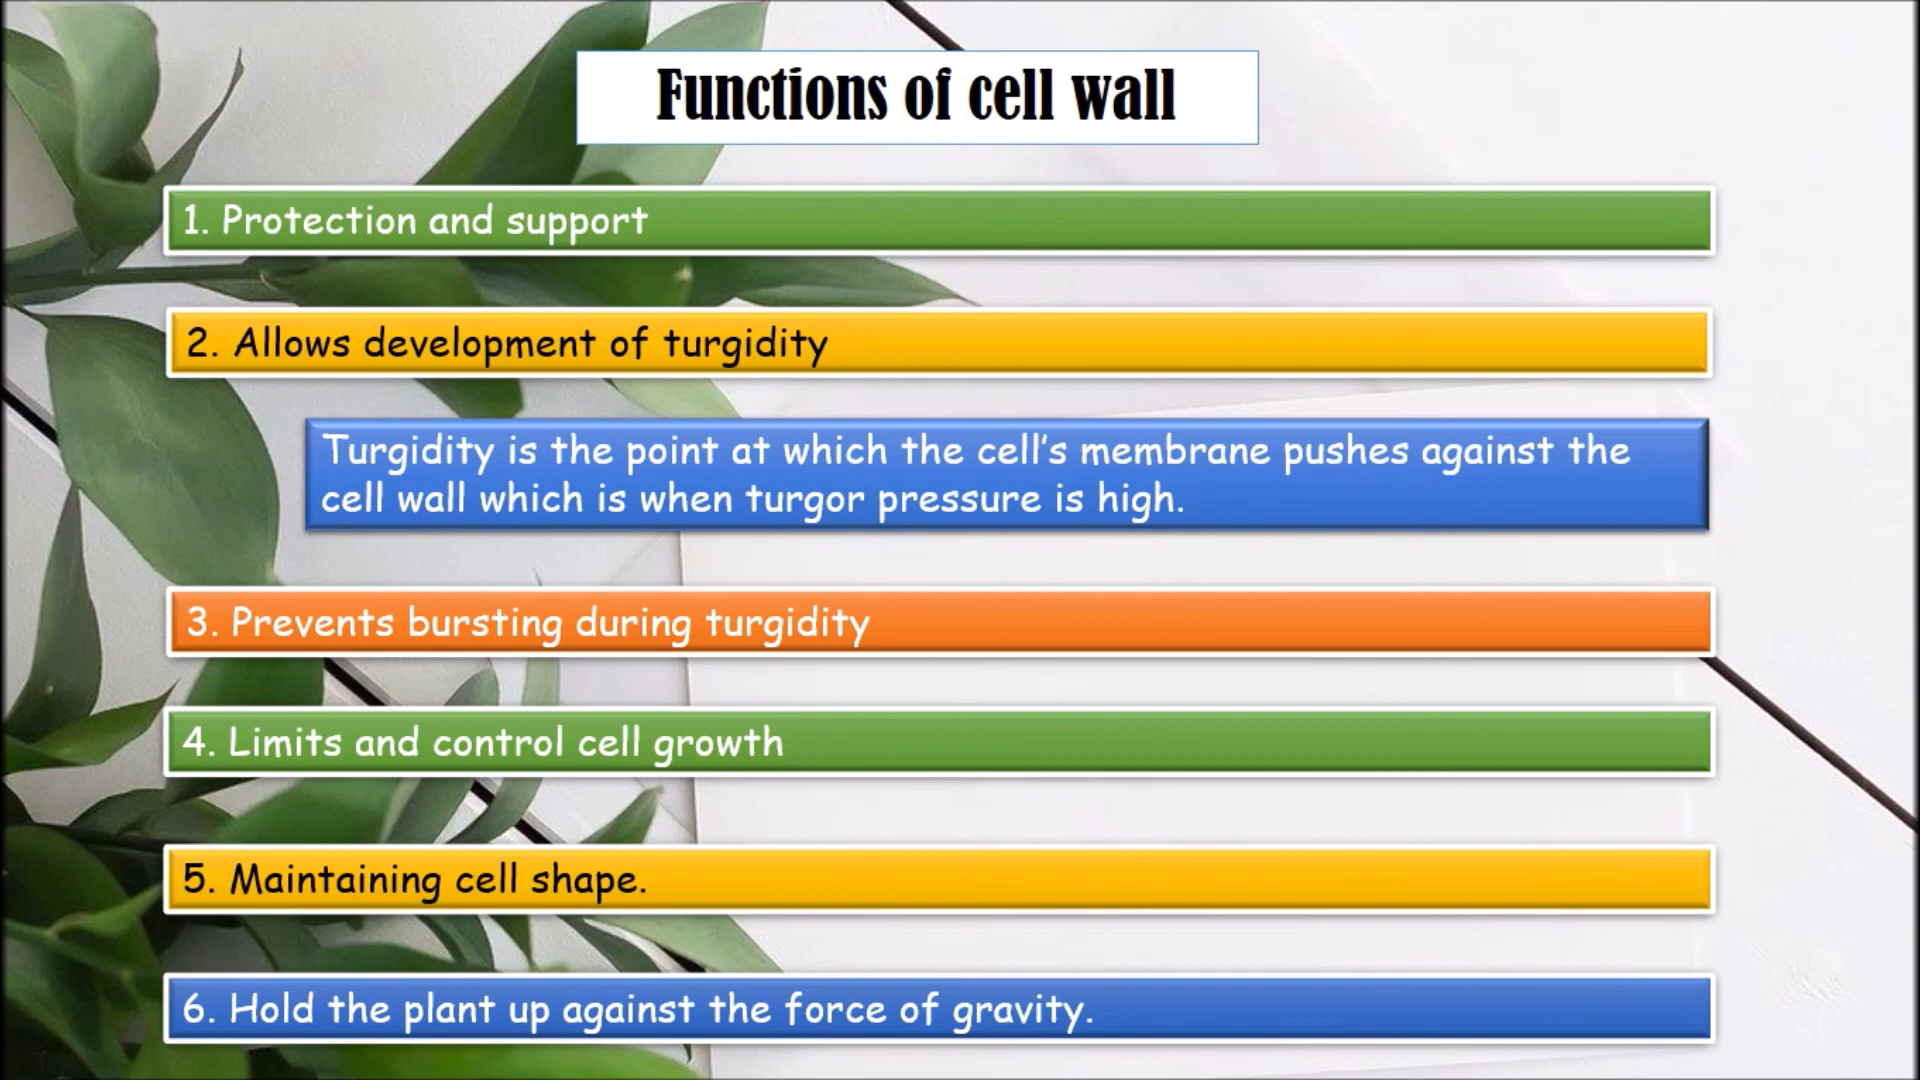 Functions of cell wall
1. Protection and support
2. Allows development of turgidity
Turgidity is the point at which the cell's membrane pushes against the
cell wall which is when turgor pressure is high.
3. Prevents bursting during turgidity
4. Limits and control cell growth
5. Maintaining cell shape.
6. Hold the plant up against the force of gravity.